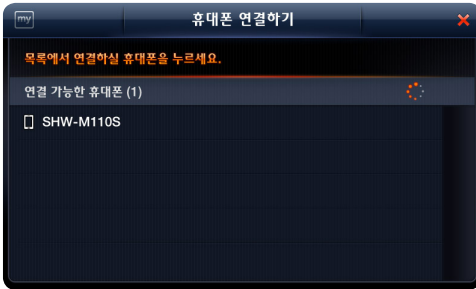 my
휴대폰 연결하기
목록에서 연결하실 휴대폰을 누르세요.
연결 가능한 휴대폰 (1)
SHW-M110S